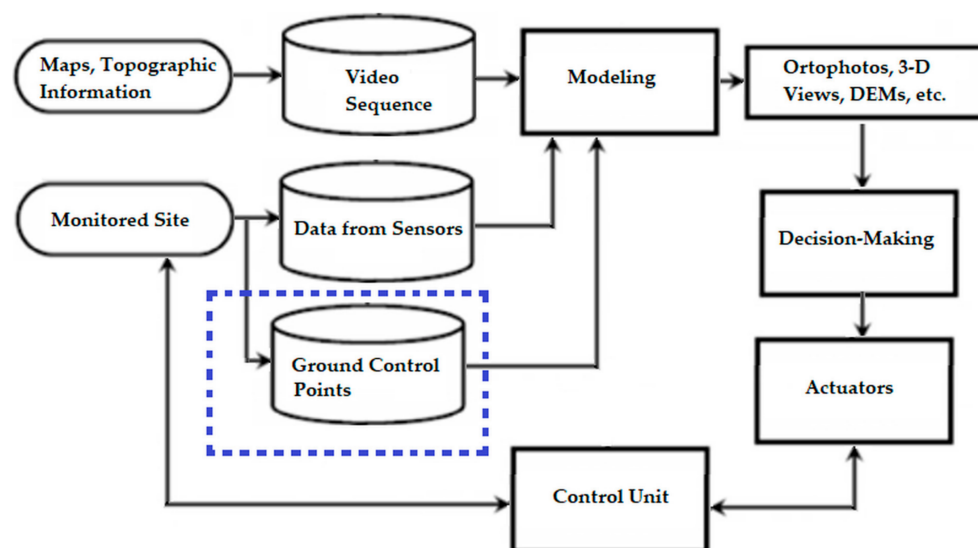 Maps, Topographic
Information
Video
Sequence
Modeling
Ortophotos, 3-D
Views, DEMs, etc.
Monitored Site
Data from Sensors
Decision-Making
Ground Control
Points
Actuators
Control Unit